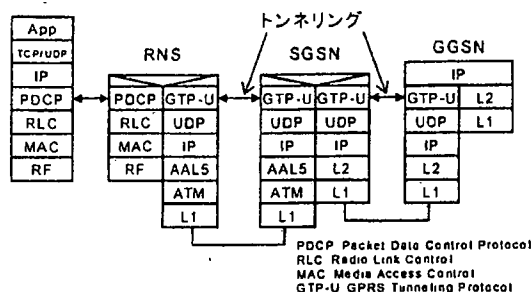 トンネリング
App
TCP/UDP
IP
PDCP
RLC
MAC
RF
RNS
PDCP GTP-U
RLC UDP
MAC IP
RF AAL5
ATM
L1
SGSN
GTP-U GTP-U
UDP UDP
IP IP
AAL5 L2
ATM L1
L1
GGSN
IP
GTP-U L2
UDP L1
IP
L2
L1
PDCP Packet Data Control Protocol
RLC Radio Link Control
MAC Media Access Control
GTP-U GPRS Tunneling Protocol